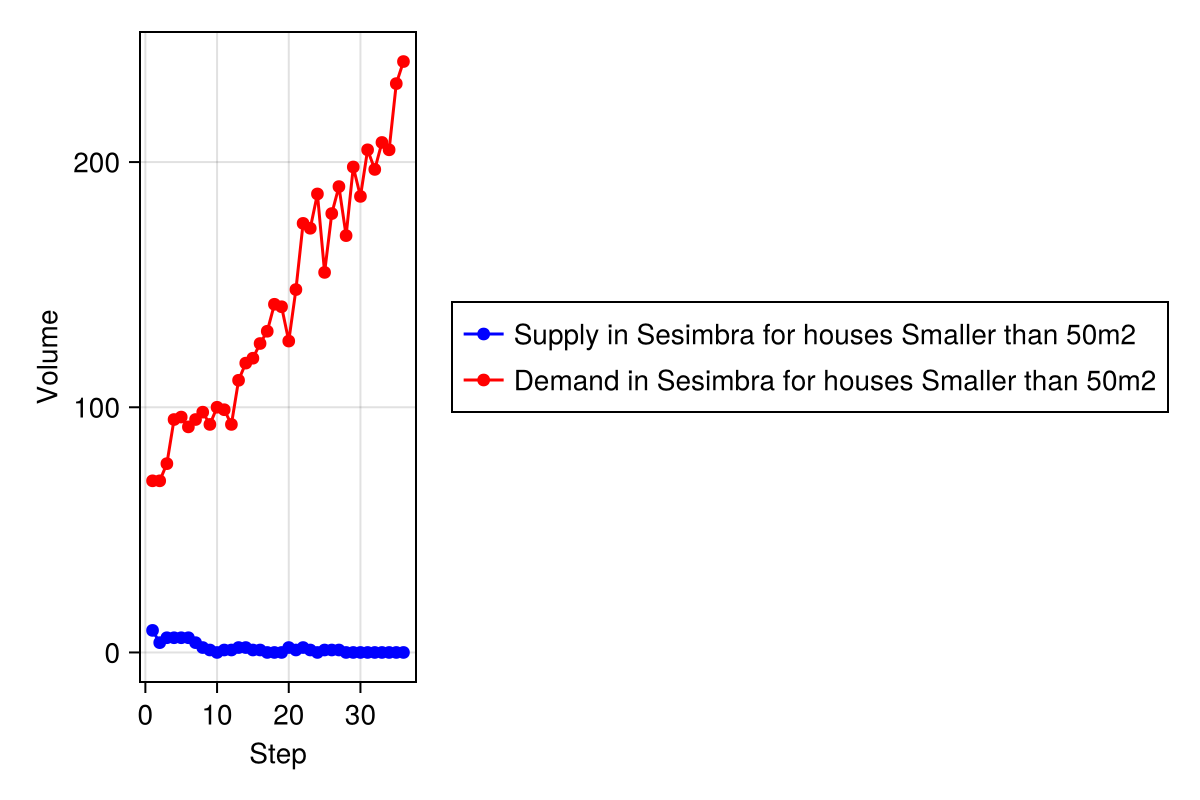 200
100
0
Volume
0 10 20 30
Step
Supply in Sesimbra for houses Smaller than 50m2
Demand in Sesimbra for houses Smaller than 50m2